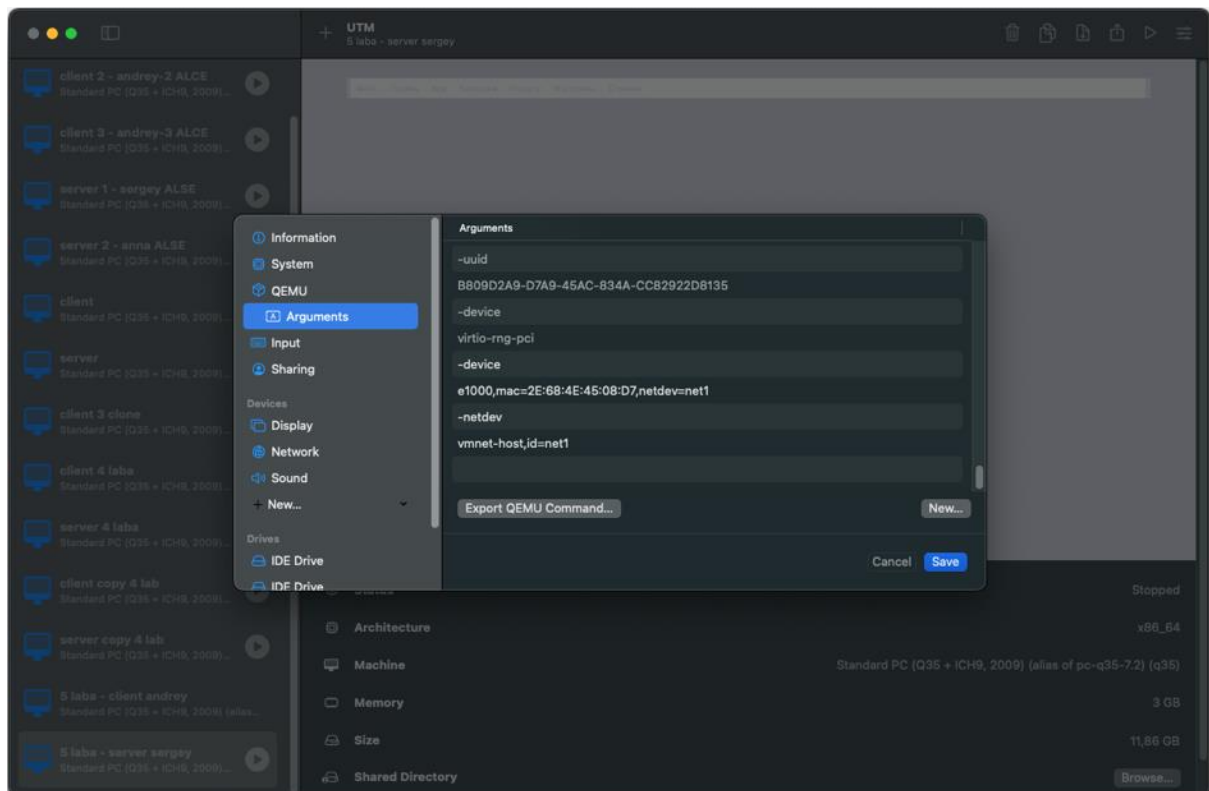 UTM
5 laba - server sergey
client 2 - andrey-2 ALCE
Standard PC (Q35 + ICH9, 2009)...
client 3 - andrey-3 ALCE
Standard PC (Q35 + ICH9, 2009)...
server 1 - sergey ALSE
Standard PC (Q35 + ICH9, 2009)...
server 2 - anna ALSE
Standard PC (Q35 + ICH9, 2009)...
client
Standard PC (Q35 + ICH9, 2009)...
server
Standard PC (Q35 + ICH9, 2009)...
client 3 clone
Standard PC (Q35 + ICH9, 2009)...
client 4 laba
Standard PC (Q35 + ICH9, 2009)...
server 4 laba
Standard PC (Q35 + ICH9, 2009)...
client copy 4 lab
Standard PC (Q35 + ICH9, 2009)...
server copy 4 lab
Standard PC (Q35 + ICH9, 2009)...
5 laba - client andrey
Standard PC (Q35 + ICH9, 2009) (alias...
5 laba - server sergey
Standard PC (Q35 + ICH9, 2009)...
Information
System
QEMU
Arguments
Input
Sharing
Devices
Display
Network
Sound
New...
Drives
IDE Drive
IDE Drive
Arguments
-uuid
B809D2A9-D7A9-45AC-834A-CC82922D8135
-device
virtio-rng-pci
-device
e1000,mac=2E:68:4E:45:08:D7,netdev=net1
-netdev
vmnet-host,id=net1
Export QEMU Command...
New...
Cancel
Save
Status
Stopped
Architecture
x86_64
Machine
Standard PC (Q35 + ICH9, 2009) (alias of pc-q35-7.2) (q35)
Memory
3 GB
Size
11,86 GB
Shared Directory
Browse...